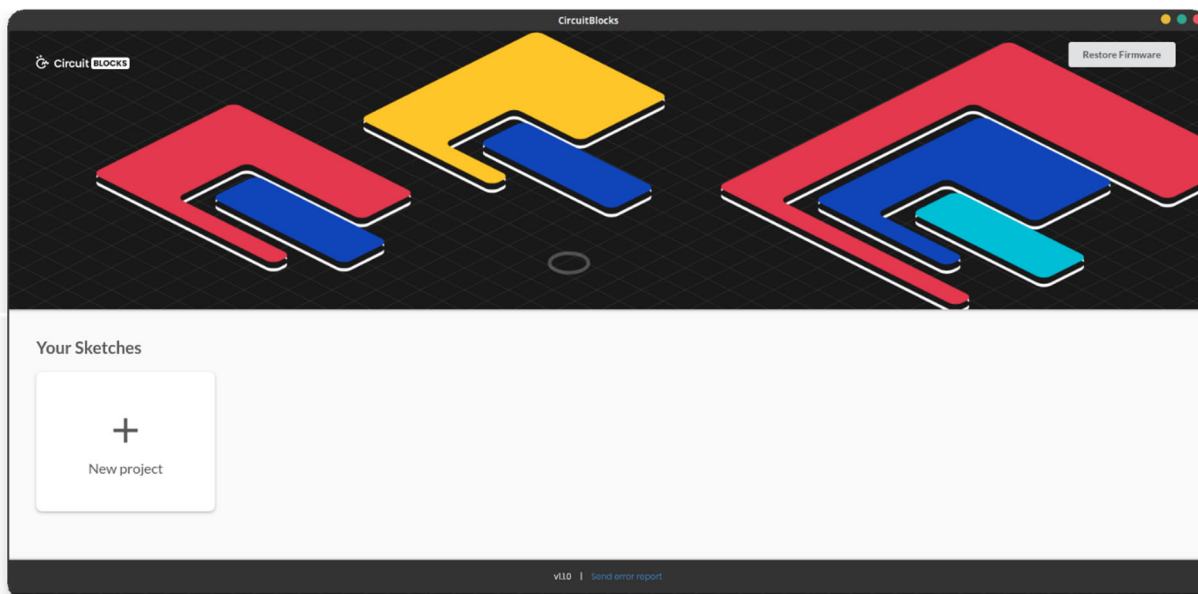 CircuitBlocks
Circuit BLOCKS
Restore Firmware
Your Sketches
New project
v1.1.0 | Send error report